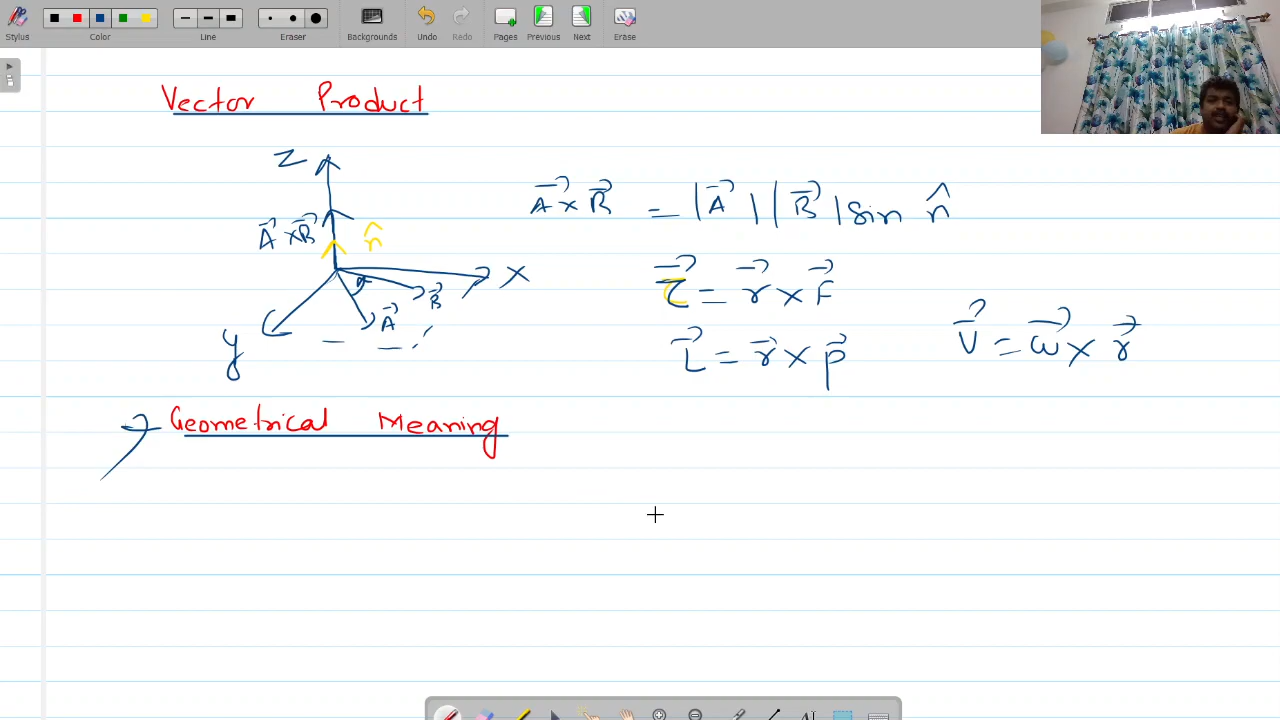 Stylus Color Line Eraser Backgrounds Undo Redo Pages Previous Next Erase
Vector Product
Z
A⃗ × B⃗ n̂
X
B⃗
A⃗
y
A⃗ × B⃗ = |A⃗| |B⃗| sin n̂
τ⃗ = r⃗ × F⃗
L⃗ = r⃗ × p⃗
V⃗ = ω⃗ × r⃗
Geometrical Meaning